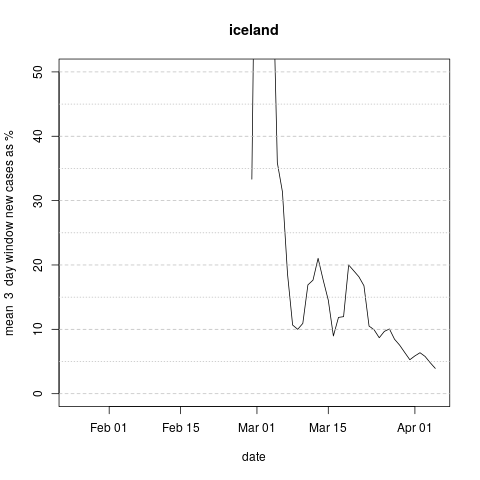 iceland
mean  3  day window new cases as %
50
40
30
20
10
0
Feb 01
Feb 15
Mar 01
Mar 15
Apr 01
date